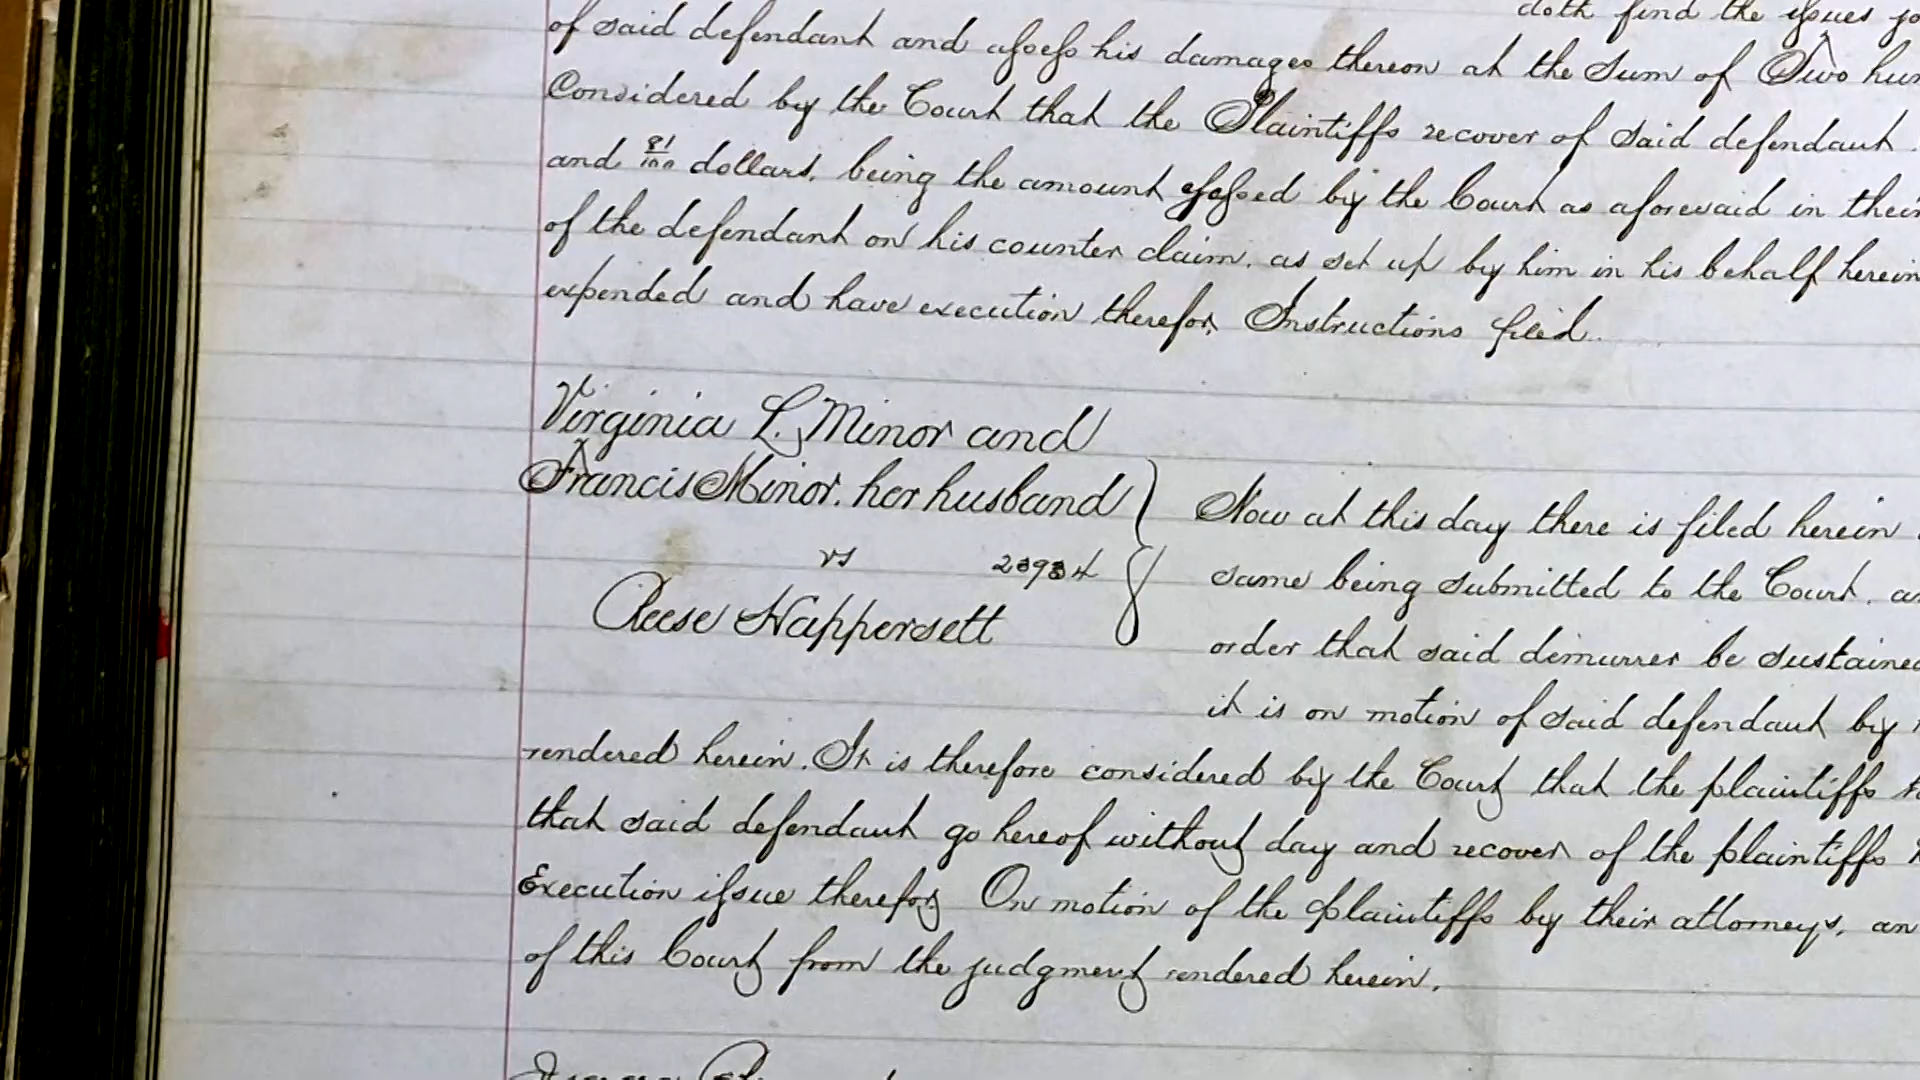 doth find the issues
of said defendant and assess his damages thereon at the sum of Two
Considered by the Court that the Plaintiffs recover of said defendant
and 81/100 dollars, being the amount assessed by the Court as aforesaid in their
of the defendant on his counter claim, as set up by him in his behalf herein
expended and have execution therefor, Instructions filed.
Virginia L. Minor and
Francis Minor, her husband
vs
Reese Happersett
Now at this day there is filed herein
same being submitted to the Court,
order that said demurrer be sustained
it is on motion of said defendant by
rendered herein. It is therefore considered by the Court that the plaintiffs
that said defendant go hereof without day and recover of the plaintiffs
Execution issue therefor, On motion of the plaintiffs by their attorneys, an
of this Court from the judgment rendered herein.